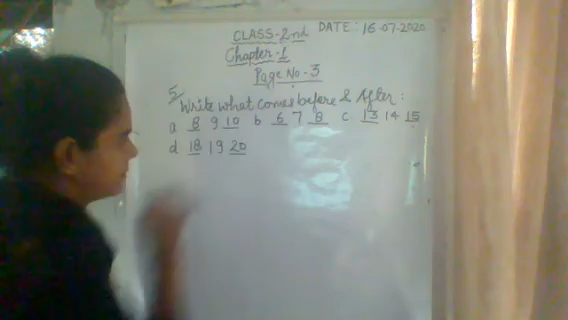 CLASS-2nd DATE: 16.07.2020
Chapter-1
Page No-3
5. Write what comes before & After:
a 8 9 10 b 6 7 8 c 13 14 15
d 18 19 20